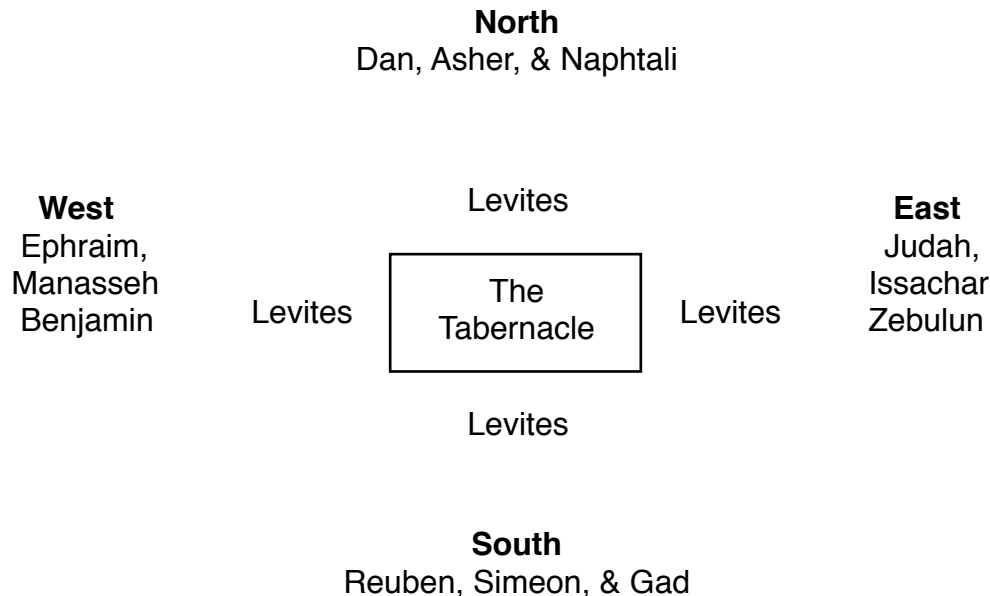 North
Dan, Asher, & Naphtali
Levites
West
Ephraim,
Manasseh
Benjamin
East
Judah,
Issachar
Zebulun
Levites
The
Tabernacle
Levites
Levites
South
Reuben, Simeon, & Gad